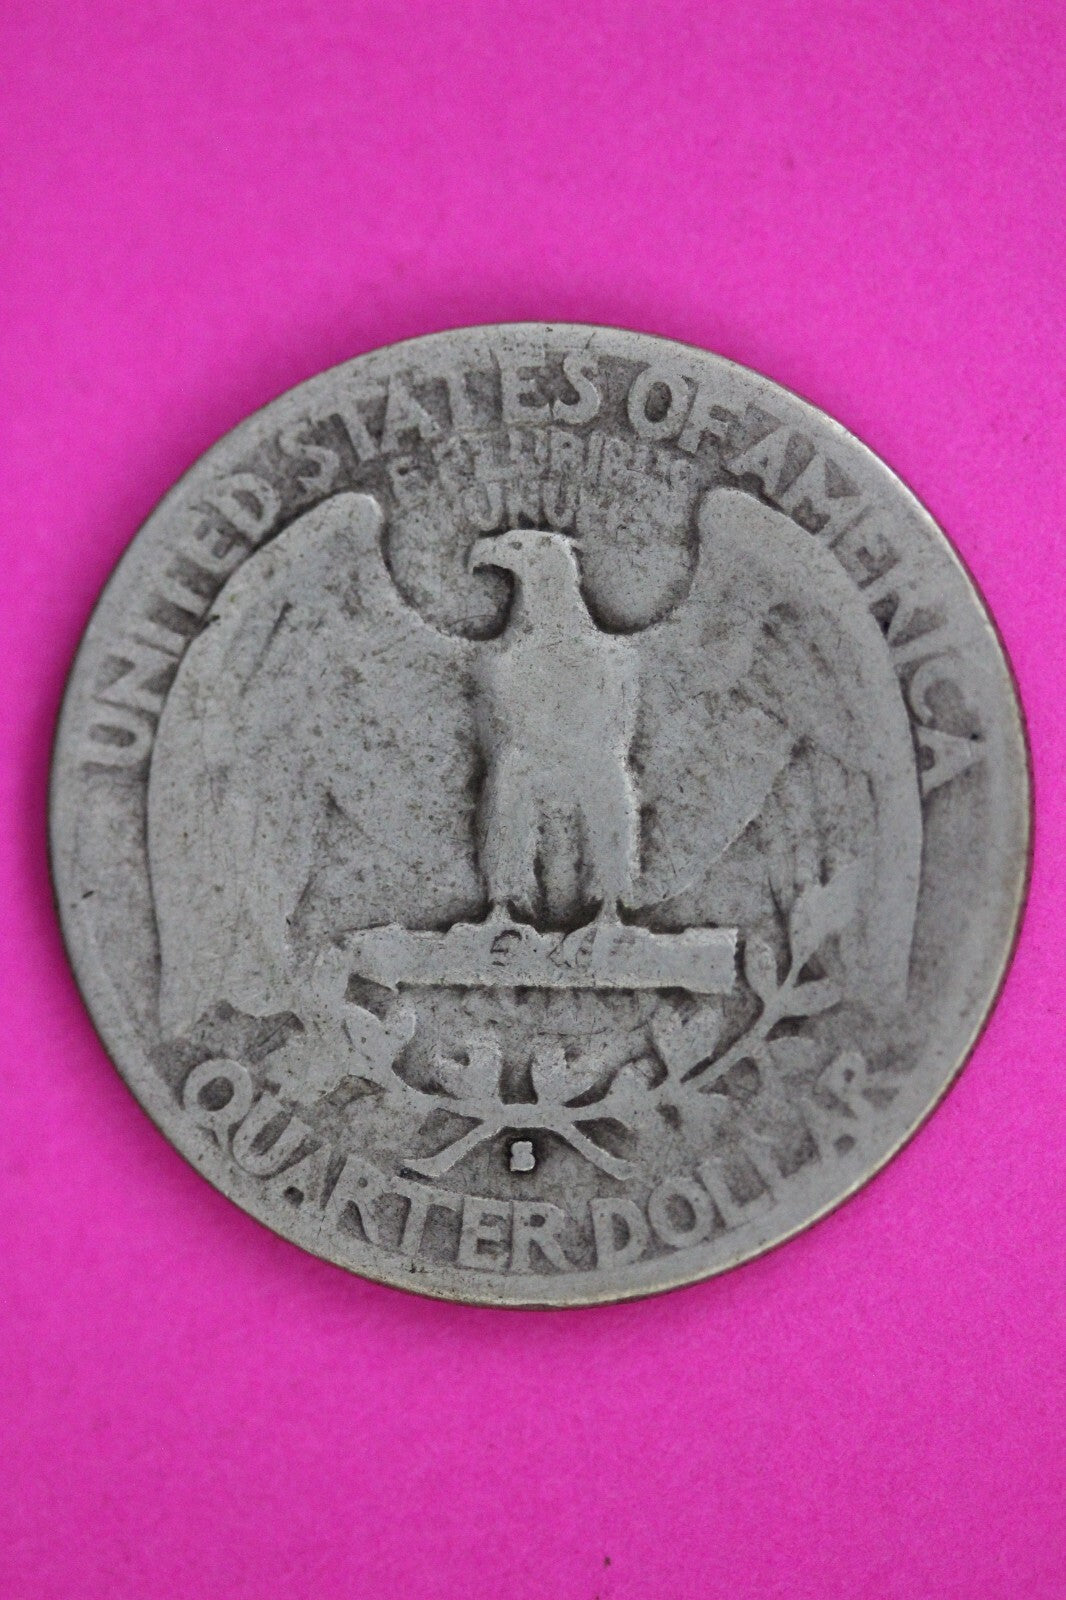 UNITED STATES OF AMERICA
E PLURIBUS
UNUM
S
QUARTER DOLLAR